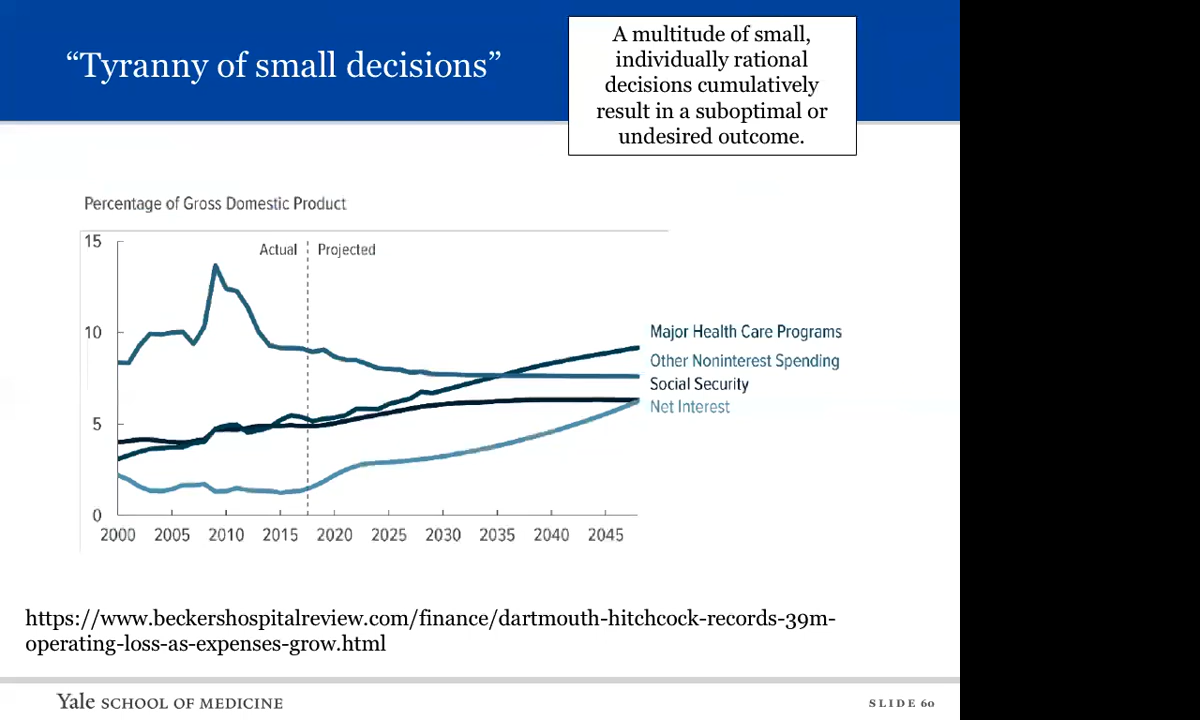 “Tyranny of small decisions”
A multitude of small,
individually rational
decisions cumulatively
result in a suboptimal or
undesired outcome.
Percentage of Gross Domestic Product
15
Actual
Projected
10
5
0
Major Health Care Programs
Other Noninterest Spending
Social Security
Net Interest
2000 2005 2010 2015 2020 2025 2030 2035 2040 2045
https://www.beckershospitalreview.com/finance/dartmouth-hitchcock-records-39m-
operating-loss-as-expenses-grow.html
Yale SCHOOL OF MEDICINE
SLIDE 60